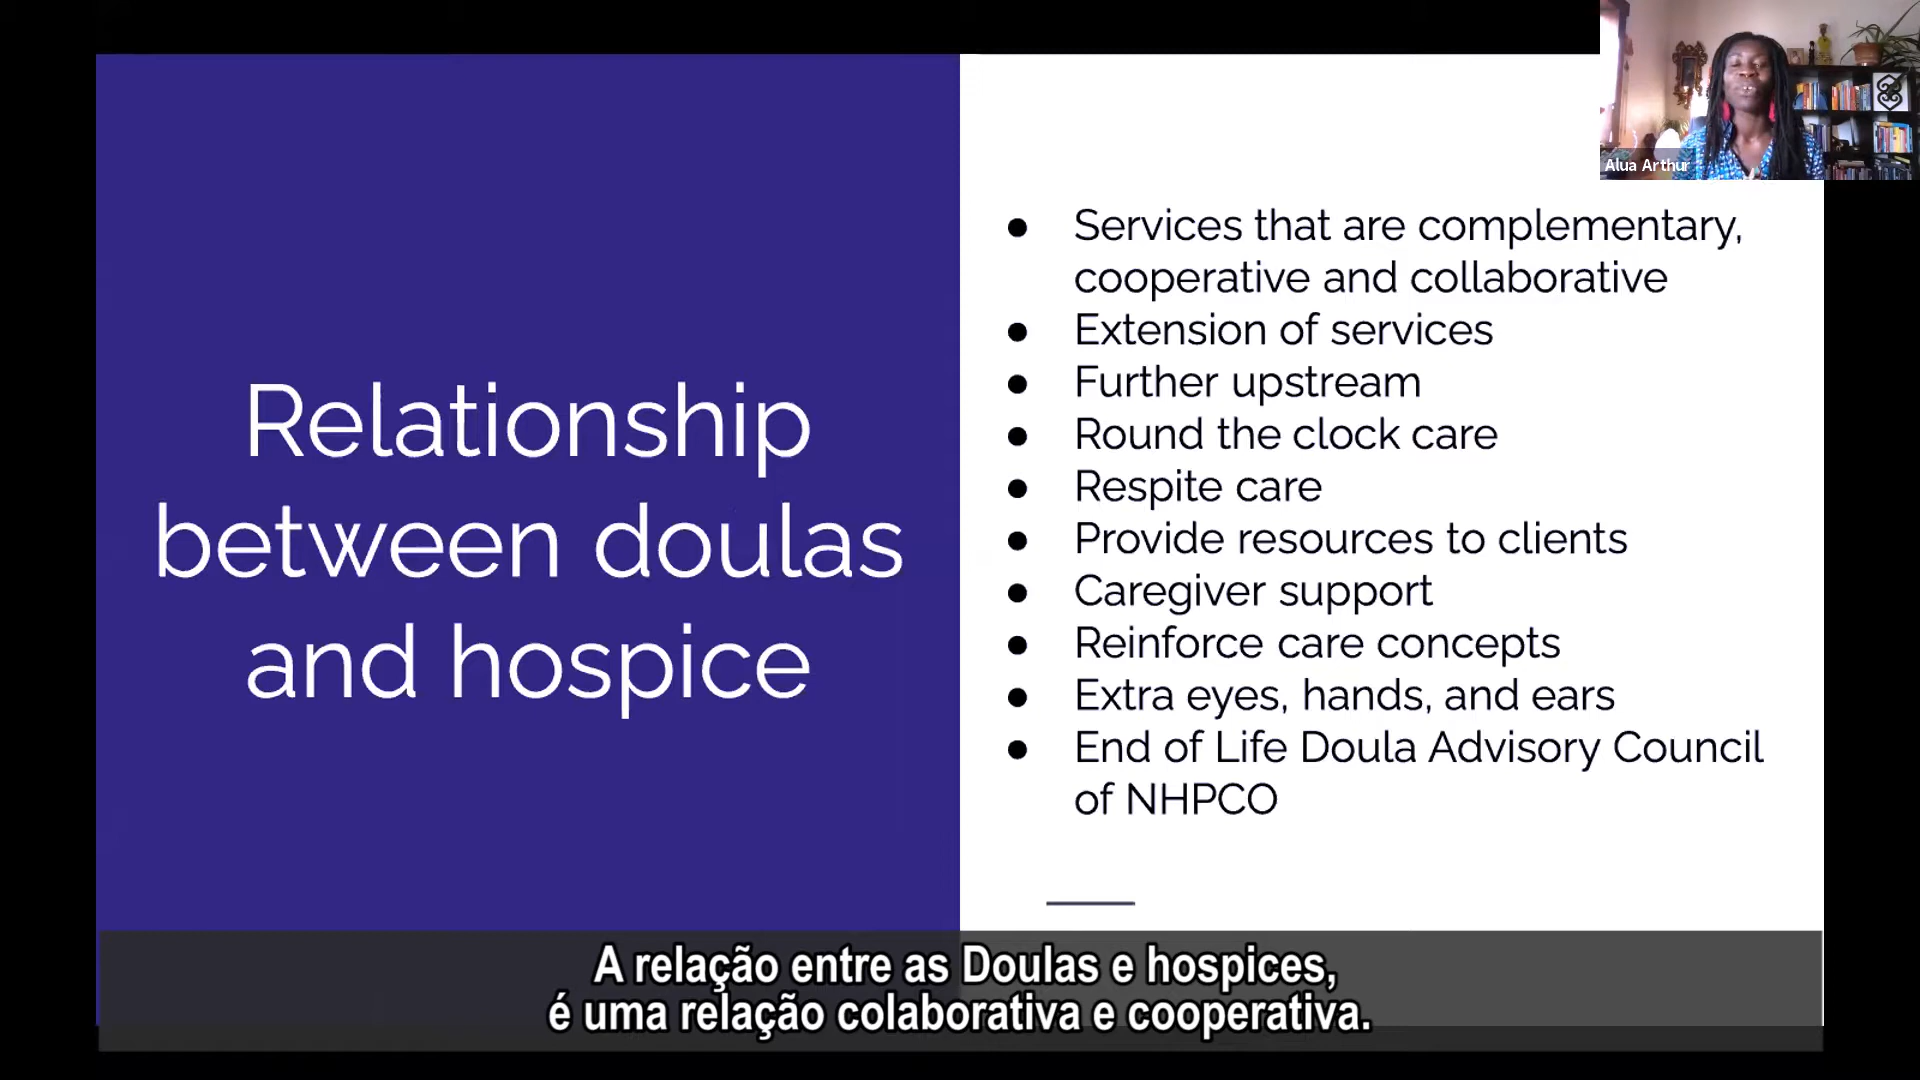 Alua Arthur
Relationship
between doulas
and hospice
● Services that are complementary,
cooperative and collaborative
● Extension of services
● Further upstream
● Round the clock care
● Respite care
● Provide resources to clients
● Caregiver support
● Reinforce care concepts
● Extra eyes, hands, and ears
● End of Life Doula Advisory Council
of NHPCO
A relação entre as Doulas e hospices,
é uma relação colaborativa e cooperativa.